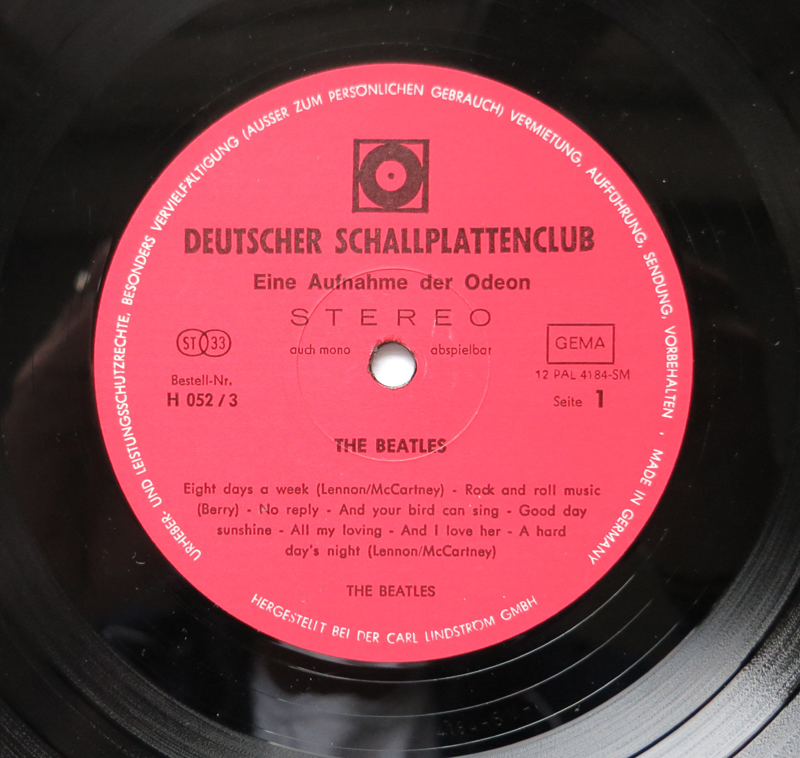 URHEBER- UND LEISTUNGSSCHUTZRECHTE, BESONDERS VERVIELFÄLTIGUNG (AUSSER ZUM PERSÖNLICHEN GEBRAUCH) VERMIETUNG, AUFFÜHRUNG, SENDUNG, VORBEHALTEN · MADE IN GERMANY
DEUTSCHER SCHALLPLATTENCLUB
Eine Aufnahme der Odeon
STEREO
ST 33
auch mono abspielbar
GEMA
12 PAL 4184-SM
Bestell-Nr.
H 052 / 3
Seite 1
THE BEATLES
Eight days a week (Lennon/McCartney) - Rock and roll music
(Berry) - No reply - And your bird can sing - Good day
sunshine - All my loving - And I love her - A hard
day's night (Lennon/McCartney)
THE BEATLES
HERGESTELLT BEI DER CARL LINDSTRÖM GMBH